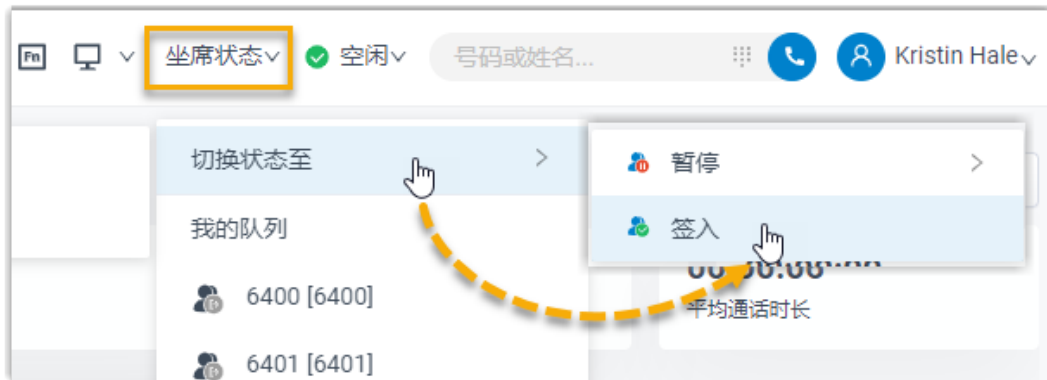 Fn 坐席状态 空闲 号码或姓名... Kristin Hale
切换状态至
暂停
签入
我的队列
6400 [6400]
6401 [6401]
平均通话时长